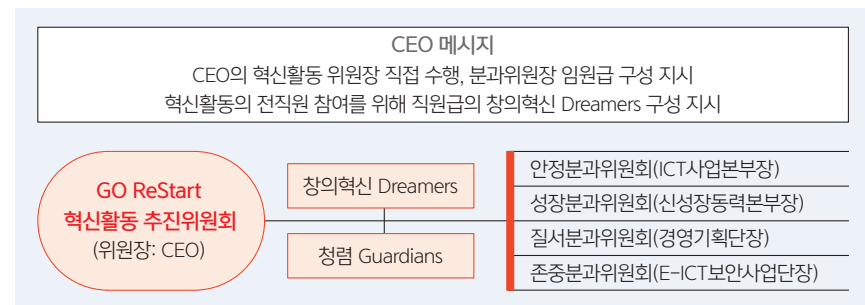 CEO 메시지
CEO의 혁신활동 위원장 직접 수행, 분과위원장 임원급 구성 지시
혁신활동의 전직원 참여를 위해 직원급의 창의혁신 Dreamers 구성 지시
GO ReStart
혁신활동 추진위원회
(위원장: CEO)
창의혁신 Dreamers
청렴 Guardians
안정분과위원회(ICT사업본부장)
성장분과위원회(신성장동력본부장)
질서분과위원회(경영기획단장)
존중분과위원회(E-ICT보안사업단장)